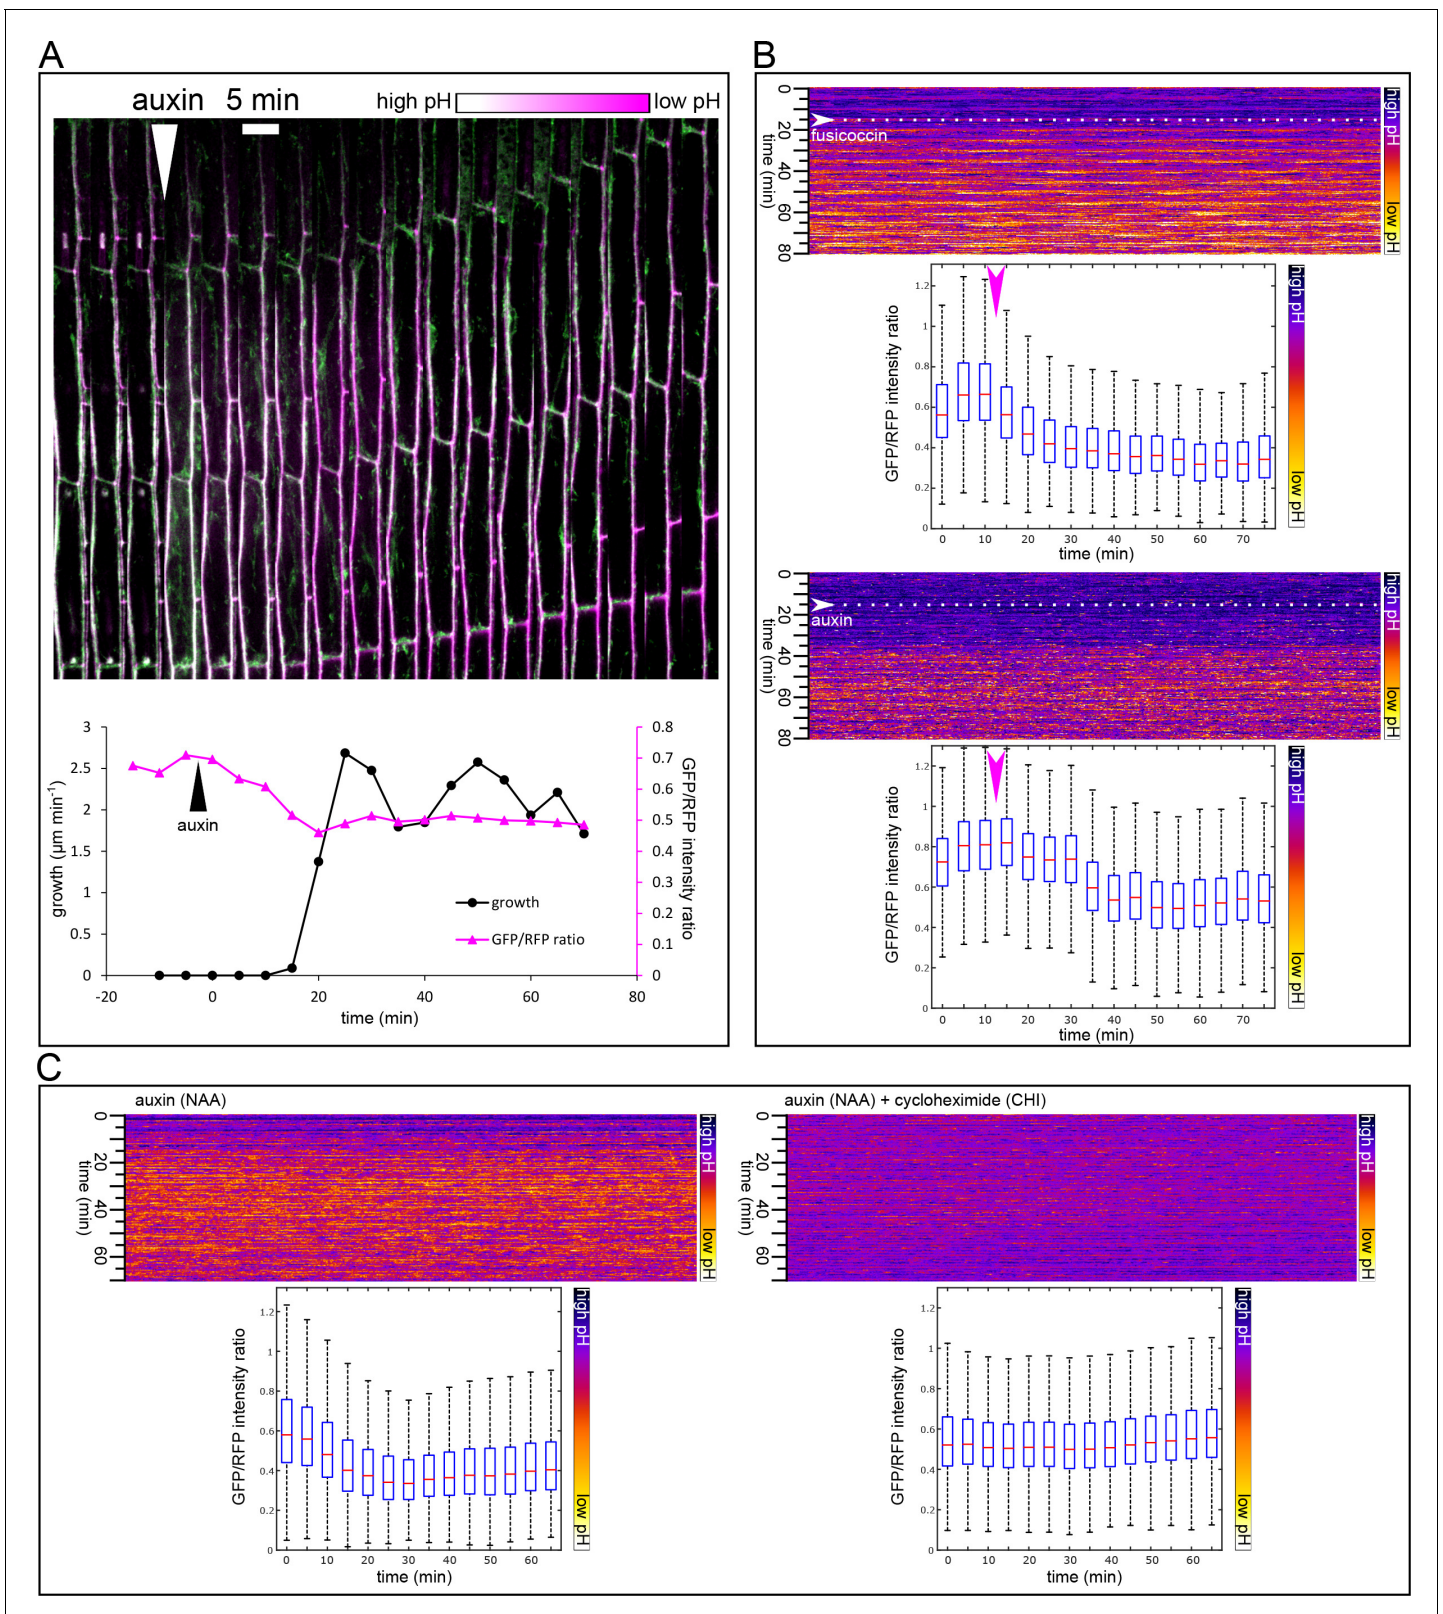 A
auxin 5 min
high pH low pH
3
2.5
2
1.5
1
0.5
0
growth (µm min-1)
auxin
growth
GFP/RFP ratio
0.8
0.7
0.6
0.5
0.4
0.3
0.2
0.1
0
GFP/RFP intensity ratio
-20 0 20 40 60 80
time (min)
B
0
20
40
60
80
time (min)
fusicoccin
high pH
low pH
1.2
1
0.8
0.6
0.4
0.2
0
GFP/RFP intensity ratio
high pH
low pH
0 10 20 30 40 50 60 70
time (min)
0
20
40
60
80
time (min)
auxin
high pH
low pH
1.2
1
0.8
0.6
0.4
0.2
0
GFP/RFP intensity ratio
high pH
low pH
0 10 20 30 40 50 60 70
time (min)
C
auxin (NAA)
0
20
40
60
time (min)
high pH
low pH
1.2
1
0.8
0.6
0.4
0.2
0
GFP/RFP intensity ratio
high pH
low pH
0 10 20 30 40 50 60
time (min)
auxin (NAA) + cycloheximide (CHI)
0
20
40
60
time (min)
high pH
low pH
1.2
1
0.8
0.6
0.4
0.2
0
GFP/RFP intensity ratio
high pH
low pH
0 10 20 30 40 50 60
time (min)